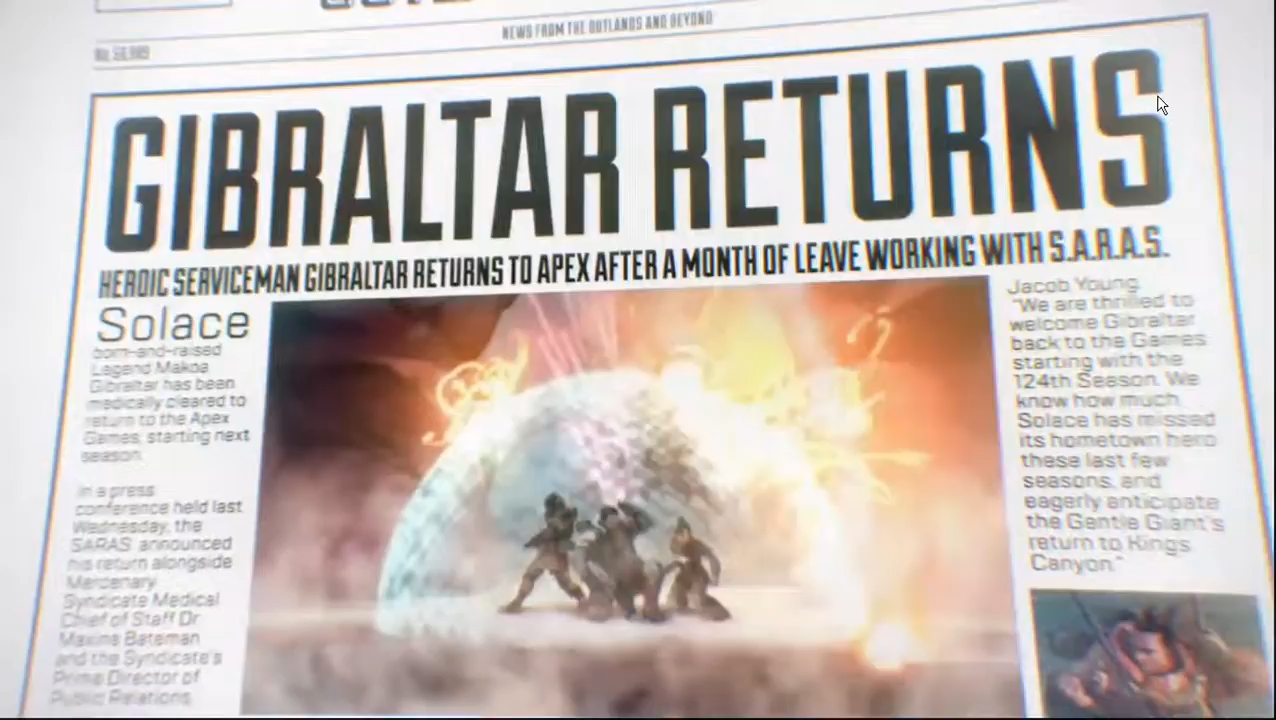 NEWS FROM THE OUTLANDS AND BEYOND
GIBRALTAR RETURNS
HEROIC SERVICEMAN GIBRALTAR RETURNS TO APEX AFTER A MONTH OF LEAVE WORKING WITH S.A.R.A.S.
Solace
born-and-raised
Legend Makoa
Gibraltar has been
medically cleared to
return to the Apex
Games, starting next
season.
In a press
conference held last
Wednesday, the
SARAS announced
his return alongside
Mercenary
Syndicate Medical
Chief of Staff Dr
Maxine Bateman
and the Syndicate's
Prime Director of
Public Relations
Jacob Young.
"We are thrilled to
welcome Gibraltar
back to the Games
starting with the
124th Season. We
know how much
Solace has missed
its hometown hero
these last few
seasons, and
eagerly anticipate
the Gentle Giant's
return to Kings
Canyon."